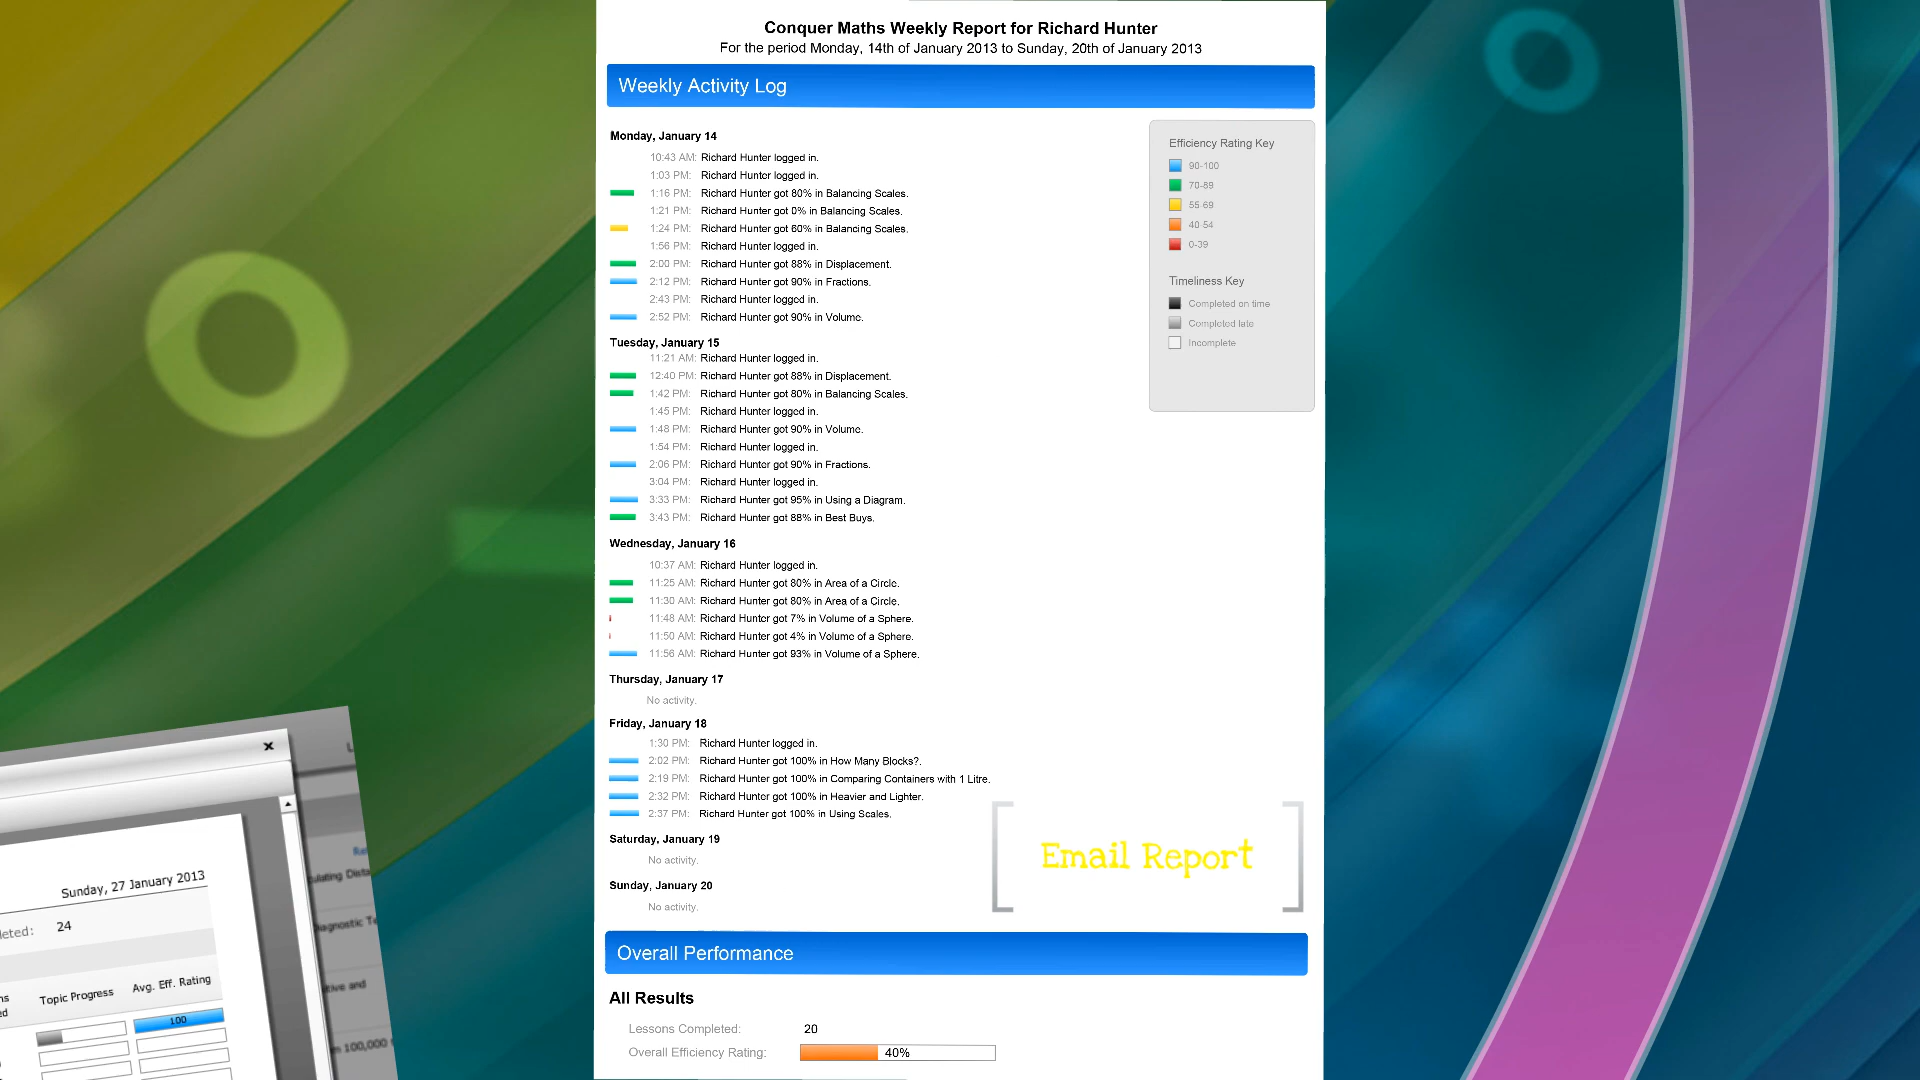 Conquer Maths Weekly Report for Richard Hunter
For the period Monday, 14th of January 2013 to Sunday, 20th of January 2013
Weekly Activity Log
Monday, January 14
10:43 AM: Richard Hunter logged in.
1:03 PM: Richard Hunter logged in.
1:16 PM: Richard Hunter got 80% in Balancing Scales.
1:21 PM: Richard Hunter got 0% in Balancing Scales.
1:24 PM: Richard Hunter got 60% in Balancing Scales.
1:56 PM: Richard Hunter logged in.
2:00 PM: Richard Hunter got 88% in Displacement.
2:12 PM: Richard Hunter got 90% in Fractions.
2:43 PM: Richard Hunter logged in.
2:52 PM: Richard Hunter got 90% in Volume.
Tuesday, January 15
11:21 AM: Richard Hunter logged in.
12:40 PM: Richard Hunter got 88% in Displacement.
1:42 PM: Richard Hunter got 80% in Balancing Scales.
1:45 PM: Richard Hunter logged in.
1:48 PM: Richard Hunter got 90% in Volume.
1:54 PM: Richard Hunter logged in.
2:06 PM: Richard Hunter got 90% in Fractions.
3:04 PM: Richard Hunter logged in.
3:33 PM: Richard Hunter got 95% in Using a Diagram.
3:43 PM: Richard Hunter got 88% in Best Buys.
Wednesday, January 16
10:37 AM: Richard Hunter logged in.
11:25 AM: Richard Hunter got 80% in Area of a Circle.
11:30 AM: Richard Hunter got 80% in Area of a Circle.
11:48 AM: Richard Hunter got 7% in Volume of a Sphere.
11:50 AM: Richard Hunter got 4% in Volume of a Sphere.
11:56 AM: Richard Hunter got 93% in Volume of a Sphere.
Thursday, January 17
No activity.
Friday, January 18
1:30 PM: Richard Hunter logged in.
2:02 PM: Richard Hunter got 100% in How Many Blocks?.
2:19 PM: Richard Hunter got 100% in Comparing Containers with 1 Litre.
2:32 PM: Richard Hunter got 100% in Heavier and Lighter.
2:37 PM: Richard Hunter got 100% in Using Scales.
Saturday, January 19
No activity.
Sunday, January 20
No activity.
Efficiency Rating Key
90-100
70-89
55-69
40-54
0-39
Timeliness Key
Completed on time
Completed late
Incomplete
Email Report
Overall Performance
All Results
Lessons Completed: 20
Overall Efficiency Rating: 40%
Sunday, 27 January 2013
24
Topic Progress
Avg. Eff. Rating
100
and
100,000